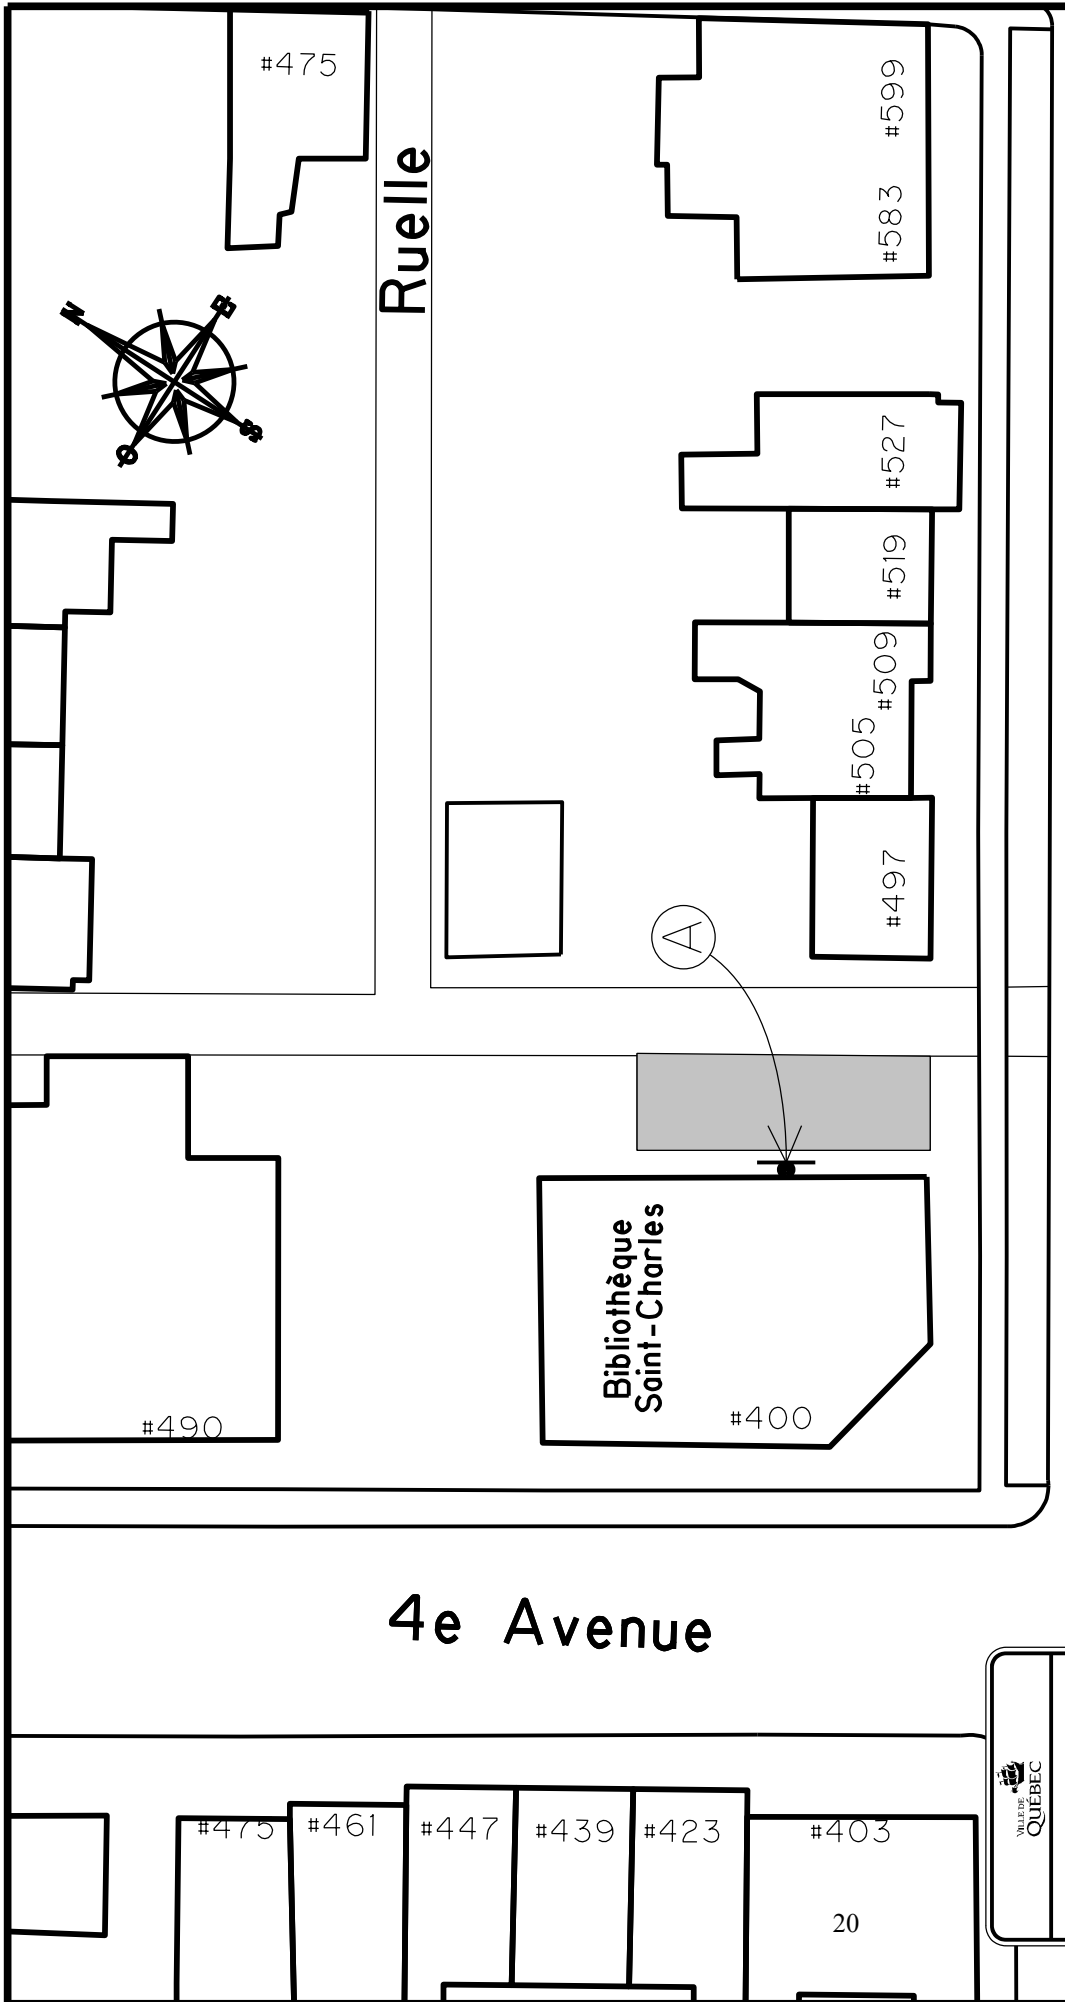 #475
#599
#583
Ruelle
N
E
S
O
#527
#519
#509
#505
#497
A
Bibliothèque
Saint-Charles
#400
#490
4e Avenue
VILLE DE
QUÉBEC
#475
#461
#447
#439
#423
#403
20